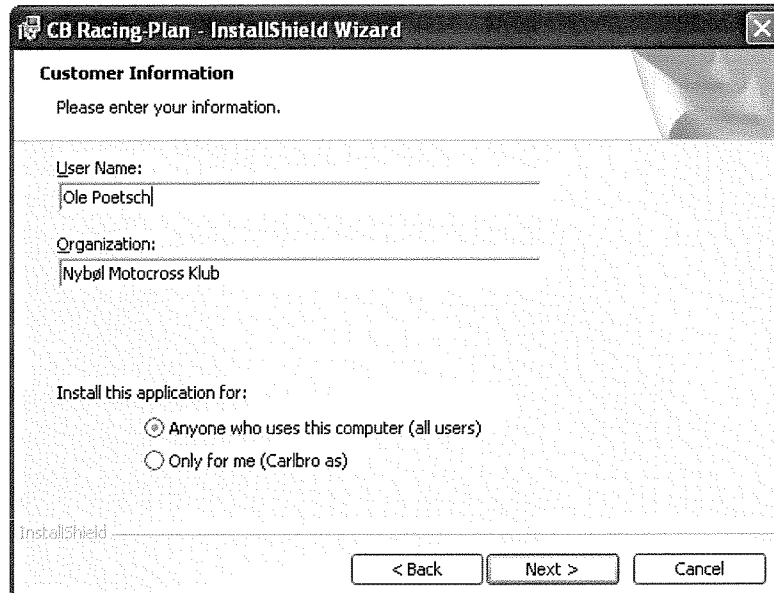 CB Racing-Plan - InstallShield Wizard
Customer Information
Please enter your information.
User Name:
Ole Poetsch
Organization:
Nybøl Motocross Klub
Install this application for:
Anyone who uses this computer (all users)
Only for me (Carlbro as)
InstallShield
< Back
Next >
Cancel